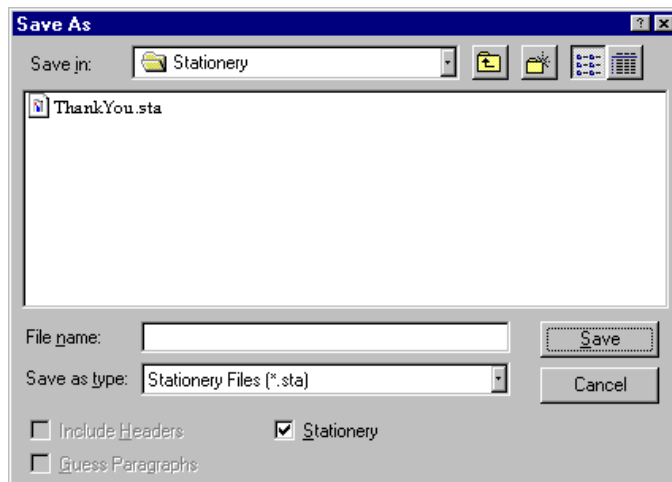 Save As
Save in: Stationery
ThankYou.sta
File name: Save
Save as type: Stationery Files (*.sta) Cancel
Include Headers Stationery
Guess Paragraphs